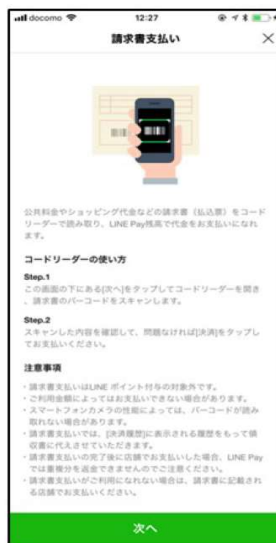 docomo 12:27
請求書支払い
公共料金やショッピング代金などの請求書（払込票）をコード
リーダーで読み取り、LINE Pay残高で代金をお支払いになれ
ます。
コードリーダーの使い方
Step.1
この画面の下にある[次へ]をタップしてコードリーダーを開き
、請求書のバーコードをスキャンします。
Step.2
スキャンした内容を確認して、問題なければ[決済]をタップし
てお支払いください。
注意事項
・請求書支払いはLINE ポイント付与の対象外です。
・ご利用金額によってはお支払いできない場合があります。
・スマートフォンカメラの性能によっては、バーコードが読み
取れない場合があります。
・請求書支払いでは、[決済履歴]に表示される履歴をもって領
収書に代えさせていただきます。
・請求書支払いの完了後に店舗でお支払いした場合、LINE Pay
では重複分を返金できませんのでご注意ください。
・請求書支払いがご利用になれない場合は、請求書に記載され
る店舗でお支払いください。
次へ